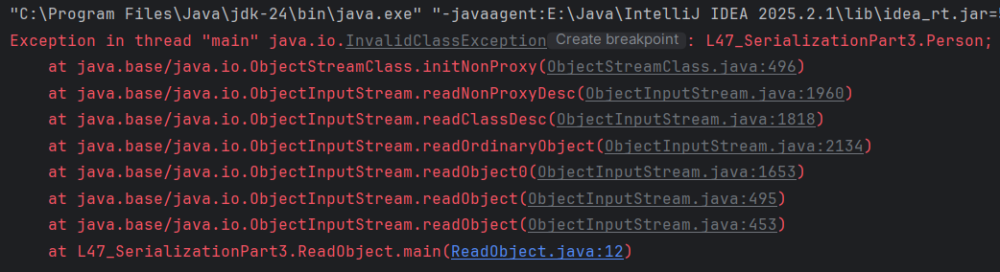 "C:\Program Files\Java\jdk-24\bin\java.exe" "-javaagent:E:\Java\IntelliJ IDEA 2025.2.1\lib\idea_rt.jar=
Exception in thread "main" java.io.InvalidClassException Create breakpoint : L47_SerializationPart3.Person;
    at java.base/java.io.ObjectStreamClass.initNonProxy(ObjectStreamClass.java:496)
    at java.base/java.io.ObjectInputStream.readNonProxyDesc(ObjectInputStream.java:1960)
    at java.base/java.io.ObjectInputStream.readClassDesc(ObjectInputStream.java:1818)
    at java.base/java.io.ObjectInputStream.readOrdinaryObject(ObjectInputStream.java:2134)
    at java.base/java.io.ObjectInputStream.readObject0(ObjectInputStream.java:1653)
    at java.base/java.io.ObjectInputStream.readObject(ObjectInputStream.java:495)
    at java.base/java.io.ObjectInputStream.readObject(ObjectInputStream.java:453)
    at L47_SerializationPart3.ReadObject.main(ReadObject.java:12)